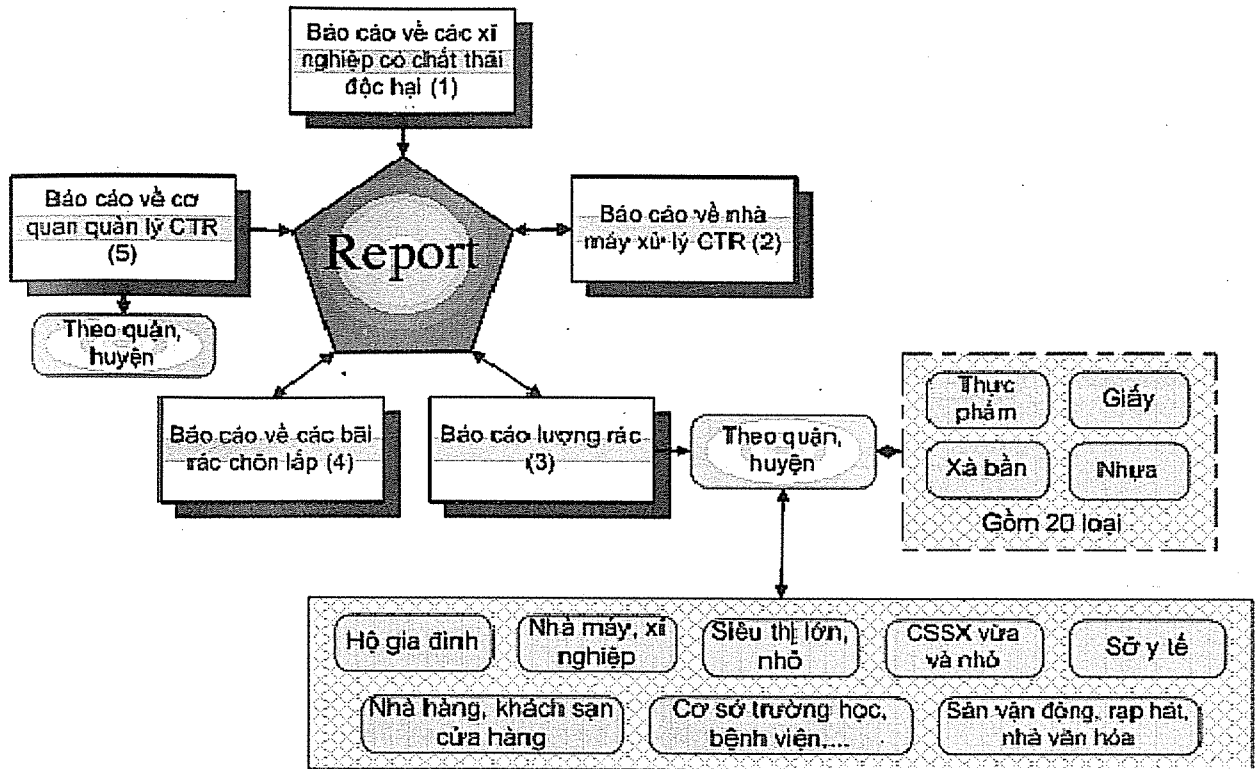 Báo cáo về các xí
nghiệp có chất thải
độc hại (1)
Báo cáo về cơ
quan quản lý CTR
(5)
Report
Báo cáo về nhà
máy xử lý CTR (2)
Theo quận,
huyện
Báo cáo về các bãi
rác chôn lấp (4)
Báo cáo lượng rác
(3)
Theo quận,
huyện
Thực
phẩm
Giấy
Xà bần
Nhựa
Gồm 20 loại
Hộ gia đình
Nhà máy, xí
nghiệp
Siêu thị lớn,
nhỏ
CSSX vừa
và nhỏ
Sở y tế
Nhà hàng, khách sạn
cửa hàng
Cơ sở trường học,
bệnh viện,...
Sân vận động, rạp hát,
nhà văn hóa